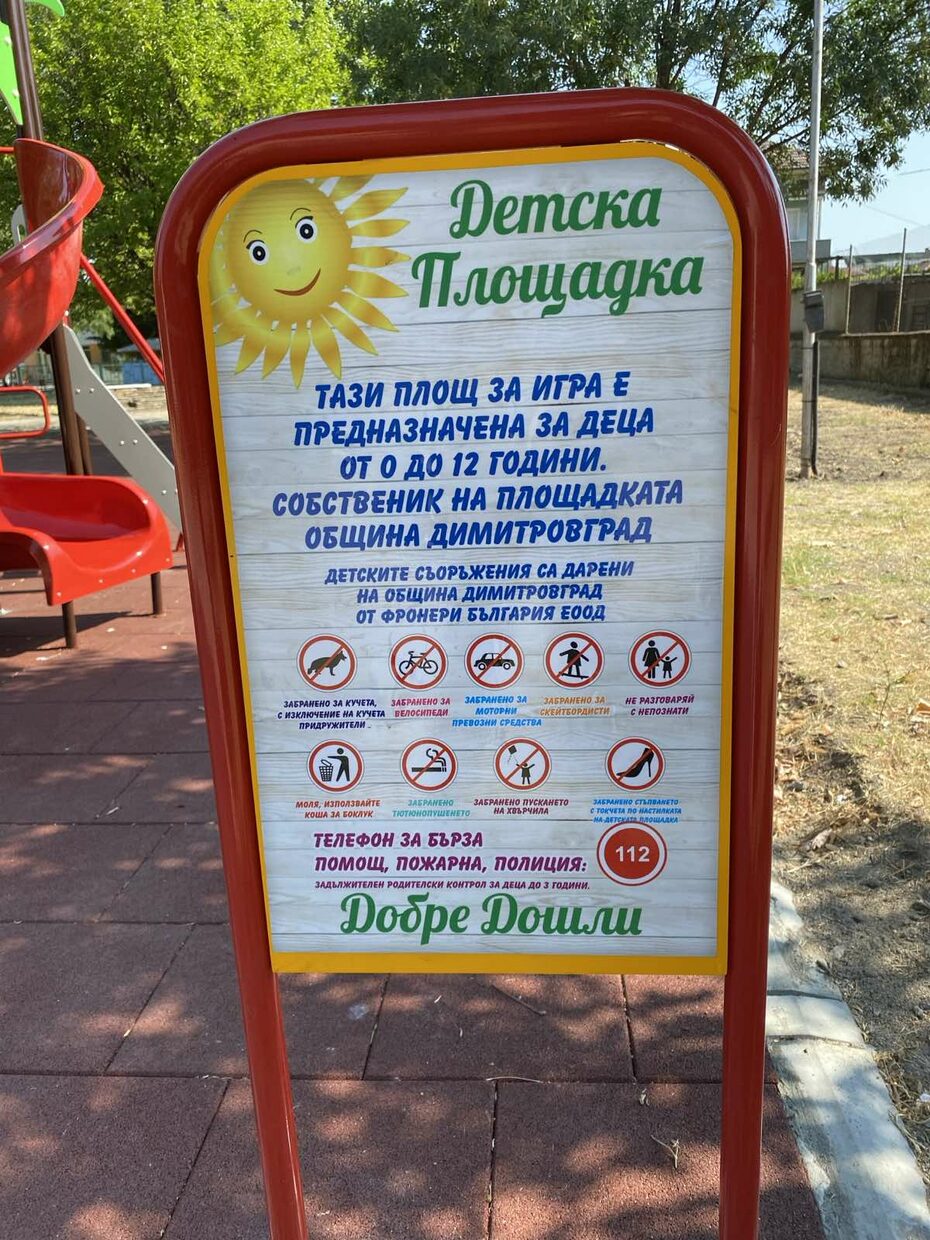 Детска
Площадка
ТАЗИ ПЛОЩ ЗА ИГРА Е
ПРЕДНАЗНАЧЕНА ЗА ДЕЦА
ОТ 0 ДО 12 ГОДИНИ.
СОБСТВЕНИК НА ПЛОЩАДКАТА
ОБЩИНА ДИМИТРОВГРАД
ДЕТСКИТЕ СЪОРЪЖЕНИЯ СА ДАРЕНИ
НА ОБЩИНА ДИМИТРОВГРАД
ОТ ФРОНЕРИ БЪЛГАРИЯ ЕООД
ЗАБРАНЕНО ЗА КУЧЕТА,
С ИЗКЛЮЧЕНИЕ НА КУЧЕТА
ПРИДРУЖИТЕЛИ
ЗАБРАНЕНО ЗА
ВЕЛОСИПЕДИ
ЗАБРАНЕНО ЗА
МОТОРНИ
ПРЕВОЗНИ СРЕДСТВА
ЗАБРАНЕНО ЗА
СКЕЙТБОРДИСТИ
НЕ РАЗГОВАРЯЙ
С НЕПОЗНАТИ
МОЛЯ, ИЗПОЛЗВАЙТЕ
КОША ЗА БОКЛУК
ЗАБРАНЕНО
ТЮТЮНОПУШЕНЕТО
ЗАБРАНЕНО ПУСКАНЕТО
НА ХВЪРЧИЛА
ЗАБРАНЕНО СТЪПВАНЕТО
С ТОКЧЕТА ПО НАСТИЛКАТА
НА ДЕТСКАТА ПЛОЩАДКА
ТЕЛЕФОН ЗА БЪРЗА
ПОМОЩ, ПОЖАРНА, ПОЛИЦИЯ:
112
ЗАДЪЛЖИТЕЛЕН РОДИТЕЛСКИ КОНТРОЛ ЗА ДЕЦА ДО 3 ГОДИНИ.
Добре Дошли